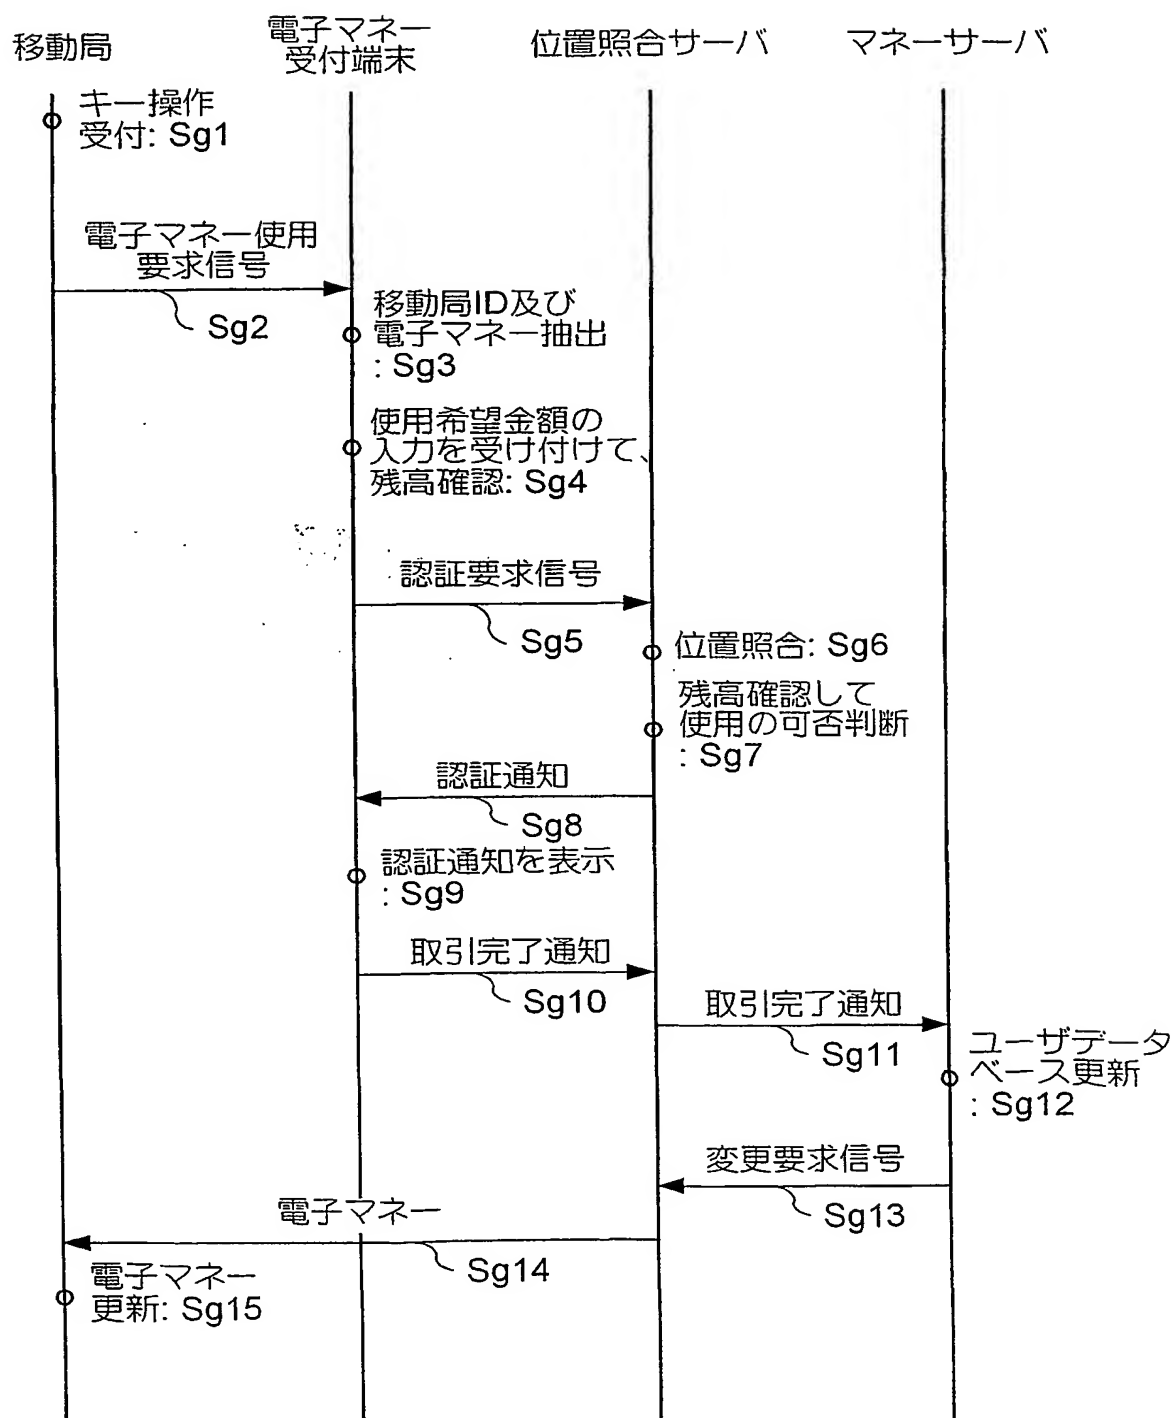 移動局
電子マネー
受付端末
位置照合サーバ
マネーサーバ
キー操作
受付: Sg1
電子マネー使用
要求信号
Sg2
移動局ID及び
電子マネー抽出
: Sg3
使用希望金額の
入力を受け付けて、
残高確認: Sg4
認証要求信号
Sg5
位置照合: Sg6
残高確認して
使用の可否判断
: Sg7
認証通知
Sg8
認証通知を表示
: Sg9
取引完了通知
Sg10
取引完了通知
Sg11
ユーザデータ
ベース更新
: Sg12
変更要求信号
Sg13
電子マネー
Sg14
電子マネー
更新: Sg15